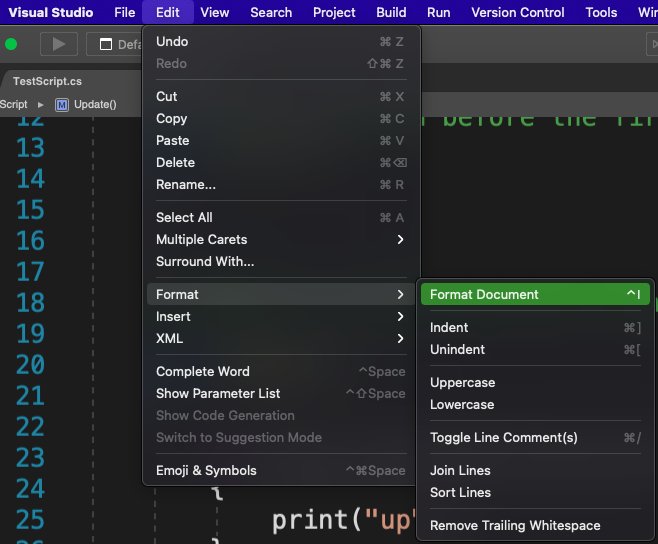 Visual Studio File Edit View Search Project Build Run Version Control Tools
TestScript.cs
Script ▸ M Update()
Undo ⌘ Z
Redo ⇧⌘ Z
Cut ⌘ X
Copy ⌘ C
Paste ⌘ V
Delete ⌘⌫
Rename... ⌘ R
Select All ⌘ A
Multiple Carets
Surround With...
Format
Insert
XML
Complete Word ^Space
Show Parameter List ^⇧Space
Show Code Generation
Switch to Suggestion Mode
Emoji & Symbols ^⌘Space
Format Document ^I
Indent ⌘]
Unindent ⌘[
Uppercase
Lowercase
Toggle Line Comment(s) ⌘/
Join Lines
Sort Lines
Remove Trailing Whitespace
12 before the
13
14
15
16
17
18
19
20
21
22
23
24 {
25 print("up"
26